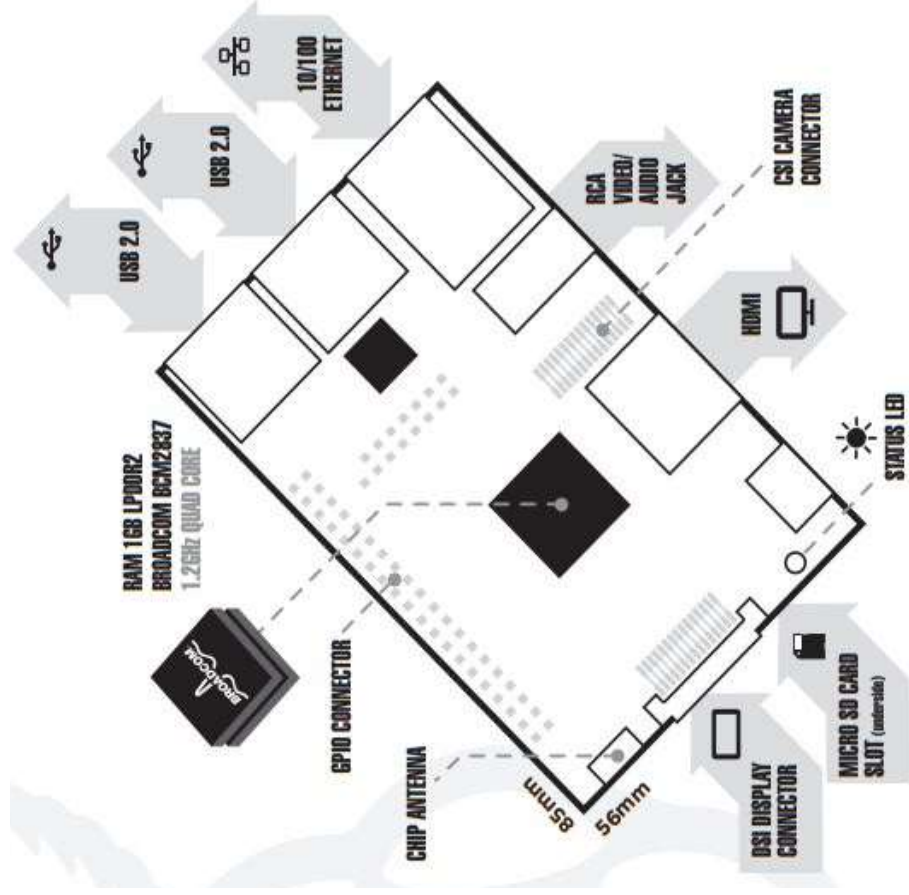 RAM 1GB LPDDR2
BROADCOM BCM2837
1.2GHz QUAD CORE
BROADCOM
USB 2.0
USB 2.0
10/100
ETHERNET
GPIO CONNECTOR
CHIP ANTENNA
RCA
VIDEO/
AUDIO
JACK
CSI CAMERA
CONNECTOR
HDMI
STATUS LED
85mm
56mm
DSI DISPLAY
CONNECTOR
MICRO SD CARD
SLOT (underside)